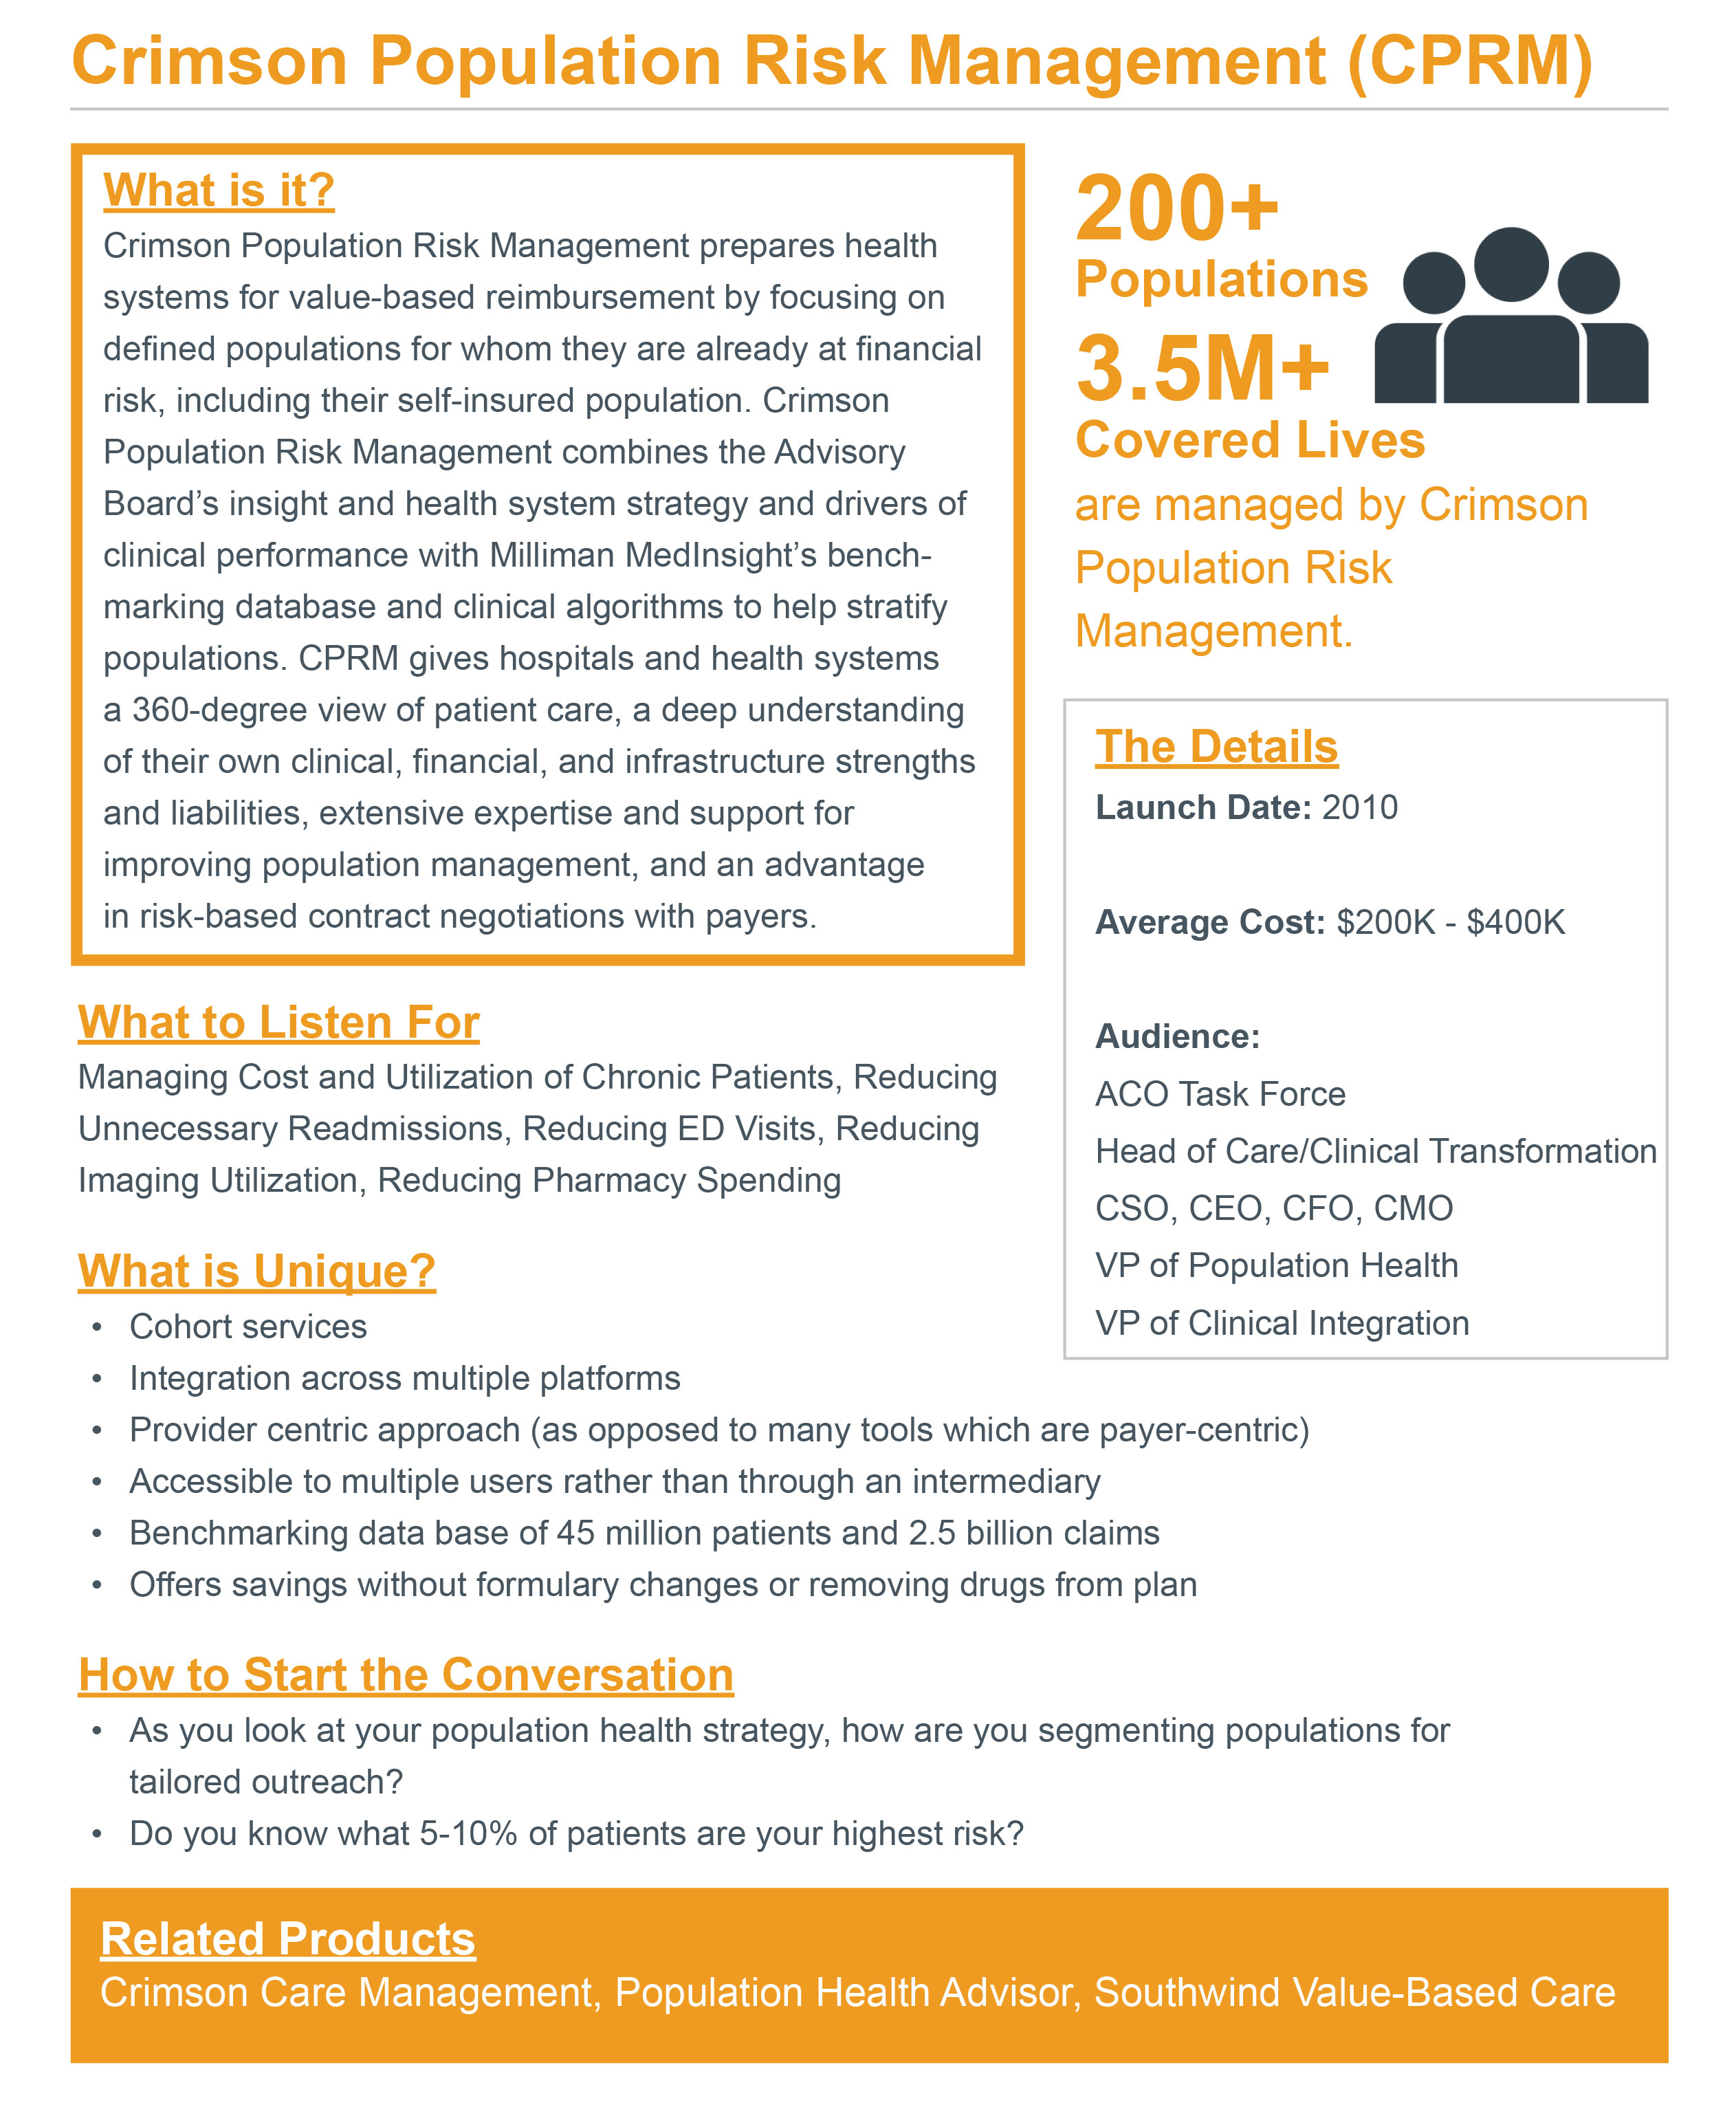 Crimson Population Risk Management (CPRM)
What is it?
Crimson Population Risk Management prepares health
systems for value-based reimbursement by focusing on
defined populations for whom they are already at financial
risk, including their self-insured population. Crimson
Population Risk Management combines the Advisory
Board’s insight and health system strategy and drivers of
clinical performance with Milliman MedInsight’s bench-
marking database and clinical algorithms to help stratify
populations. CPRM gives hospitals and health systems
a 360-degree view of patient care, a deep understanding
of their own clinical, financial, and infrastructure strengths
and liabilities, extensive expertise and support for
improving population management, and an advantage
in risk-based contract negotiations with payers.
200+
Populations
3.5M+
Covered Lives
are managed by Crimson
Population Risk
Management.
The Details
Launch Date: 2010
Average Cost: $200K - $400K
Audience:
ACO Task Force
Head of Care/Clinical Transformation
CSO, CEO, CFO, CMO
VP of Population Health
VP of Clinical Integration
What to Listen For
Managing Cost and Utilization of Chronic Patients, Reducing
Unnecessary Readmissions, Reducing ED Visits, Reducing
Imaging Utilization, Reducing Pharmacy Spending
What is Unique?
• Cohort services
• Integration across multiple platforms
• Provider centric approach (as opposed to many tools which are payer-centric)
• Accessible to multiple users rather than through an intermediary
• Benchmarking data base of 45 million patients and 2.5 billion claims
• Offers savings without formulary changes or removing drugs from plan
How to Start the Conversation
• As you look at your population health strategy, how are you segmenting populations for
tailored outreach?
• Do you know what 5-10% of patients are your highest risk?
Related Products
Crimson Care Management, Population Health Advisor, Southwind Value-Based Care